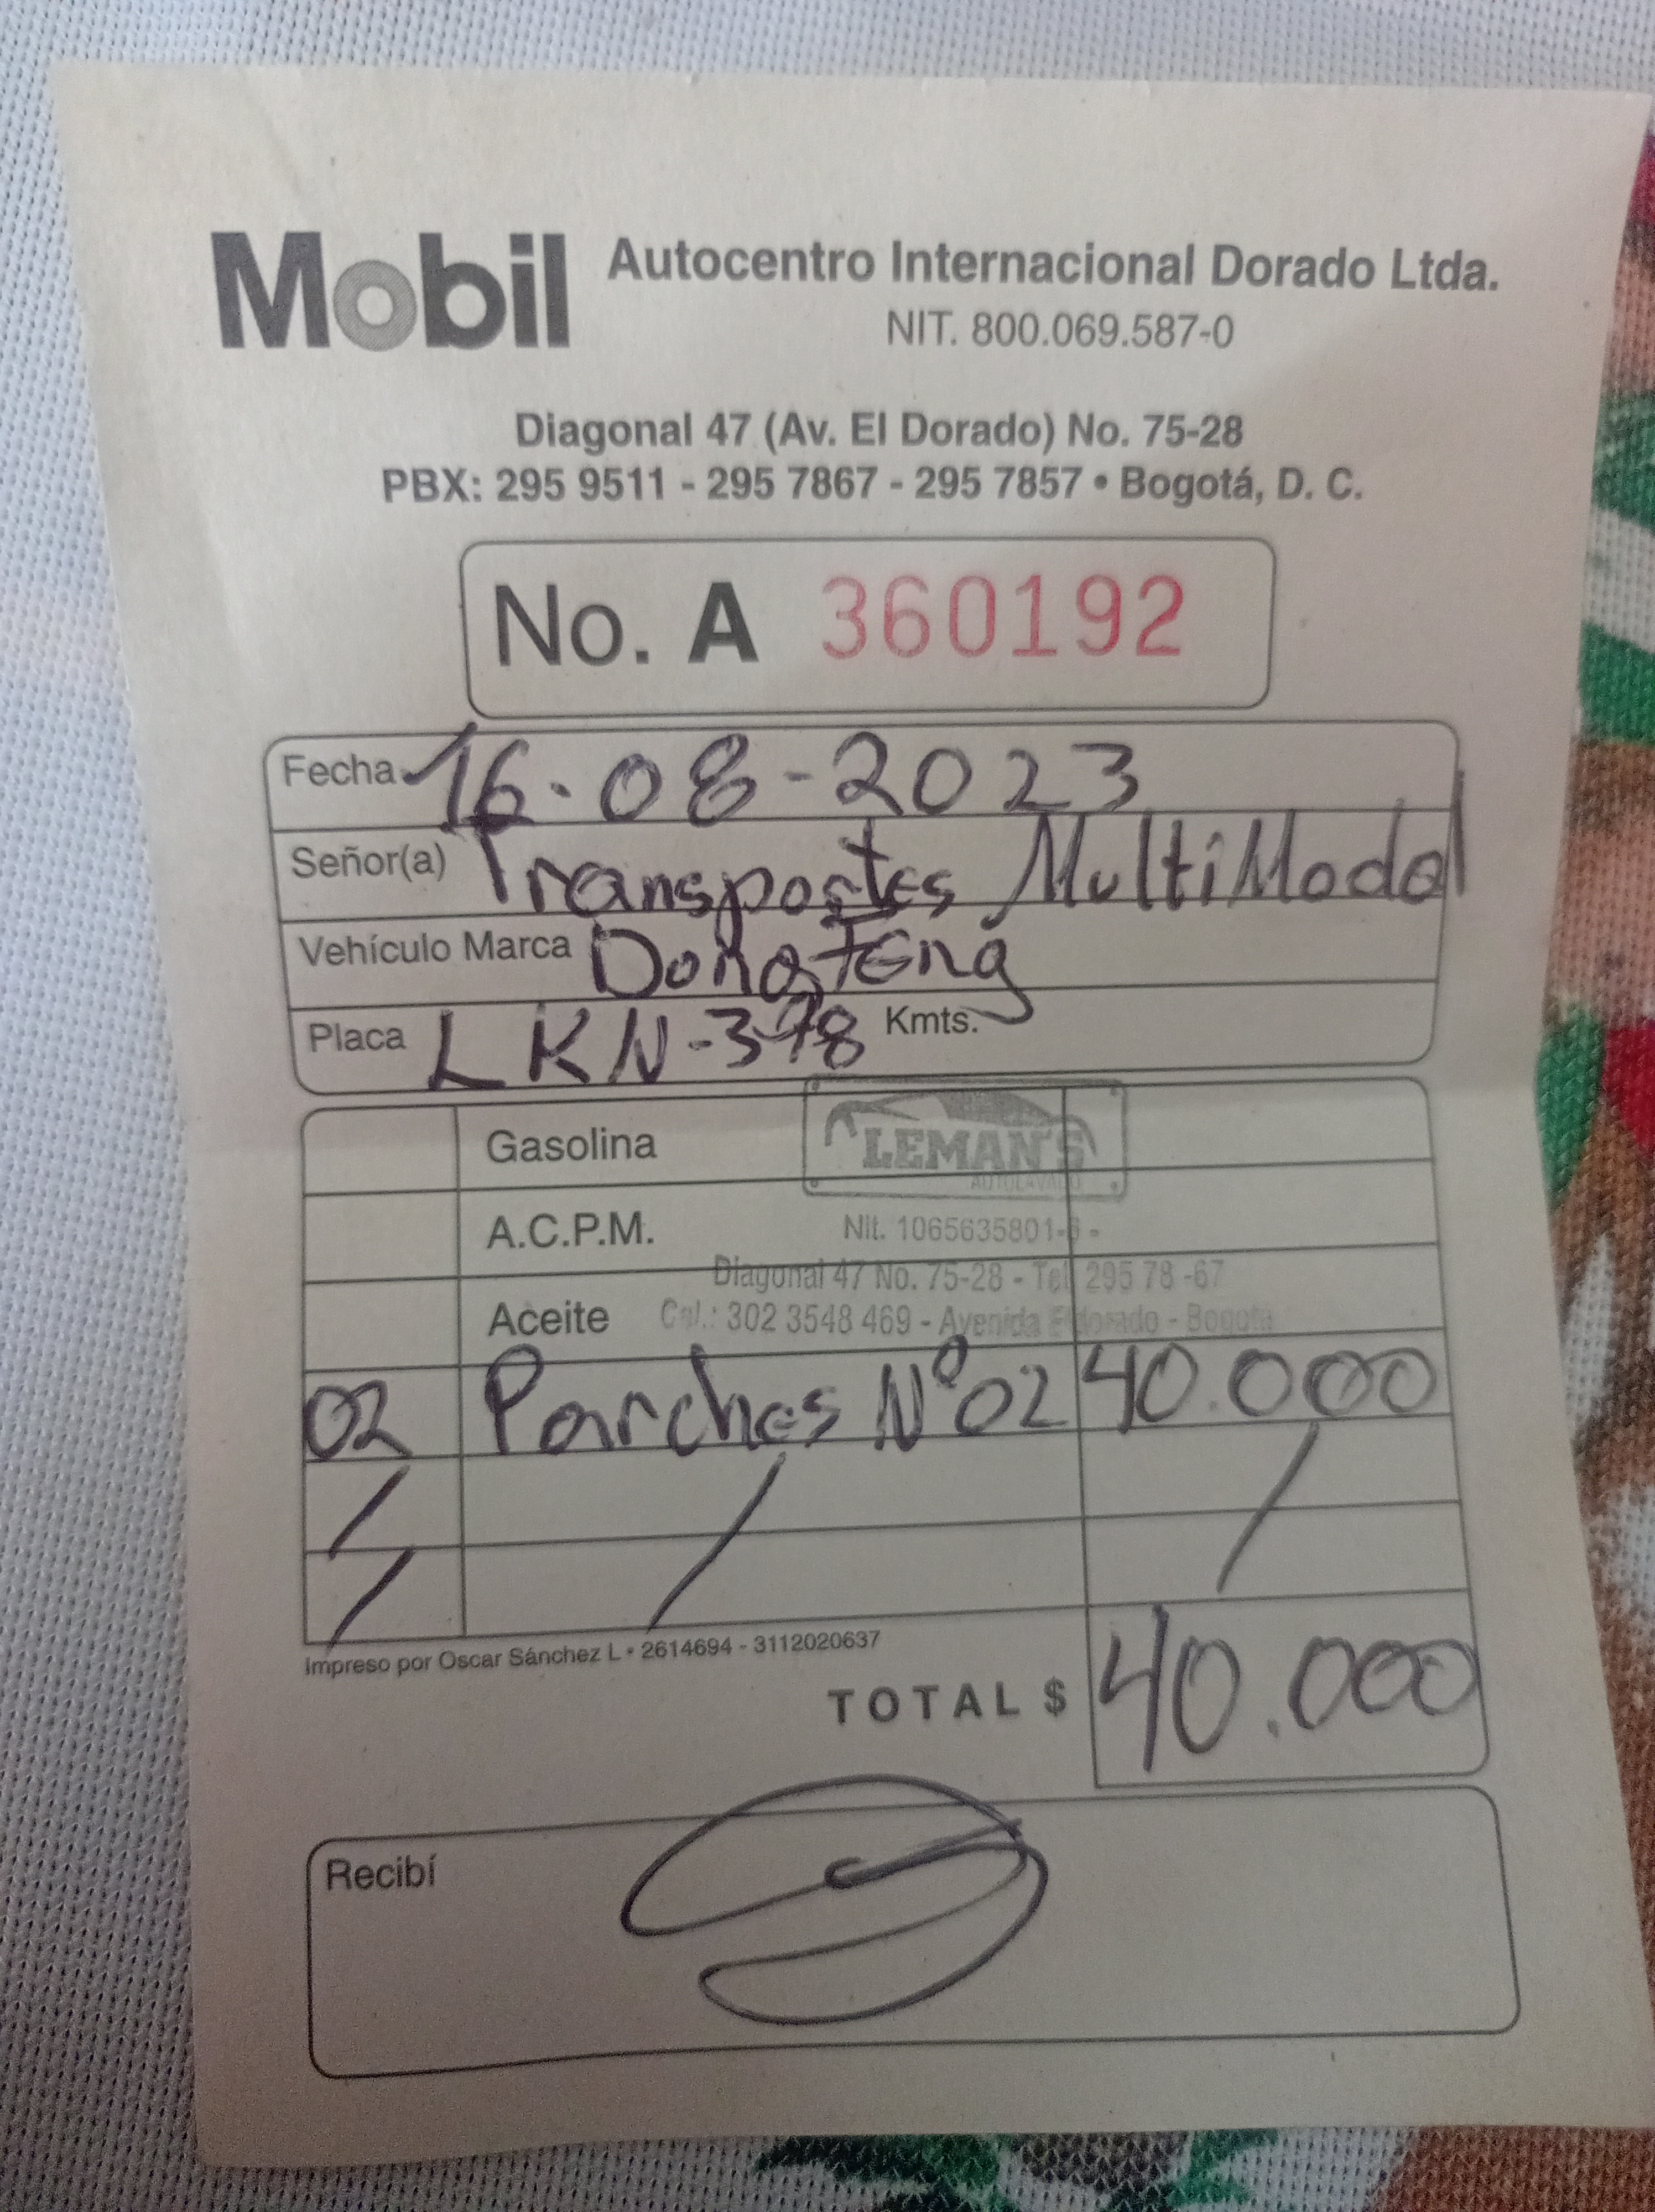 Mobil Autocentro Internacional Dorado Ltda.
NIT. 800.069.587-0
Diagonal 47 (Av. El Dorado) No. 75-28
PBX: 295 9511 - 295 7867 - 295 7857 • Bogotá, D. C.
No. A 360192
Fecha 16-08-2023
Señor(a) Transportes MultiModal
Vehículo Marca DongFeng
Placa LKN-378 Kmts.
Gasolina
LEMAN'S
AUTOLAVADO
A.C.P.M.
Nit. 1065635801-6 -
Diagonal 47 No. 75-28 - Tel. 295 78 -67
Aceite
Cel.: 302 3548 469 - Avenida Eldorado - Bogotá
02 Parches Nº02 40.000
Impreso por Oscar Sánchez L • 2614694 - 3112020637
TOTAL $ 40.000
Recibí